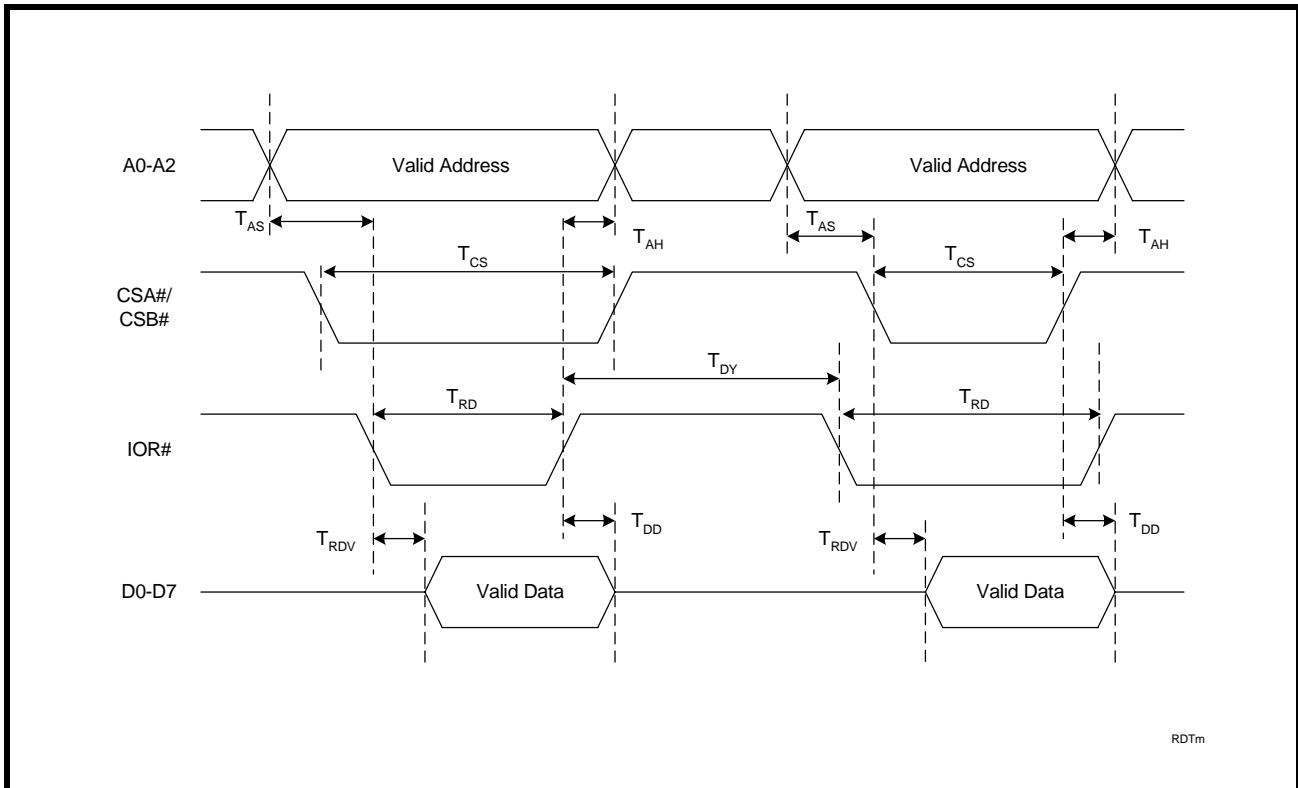 A0-A2
Valid Address
Valid Address
TAS
TAH
TAS
TAH
TCS
TCS
CSA#/
CSB#
TDY
TRD
TRD
IOR#
TRDV
TDD
TRDV
TDD
D0-D7
Valid Data
Valid Data
RDTm